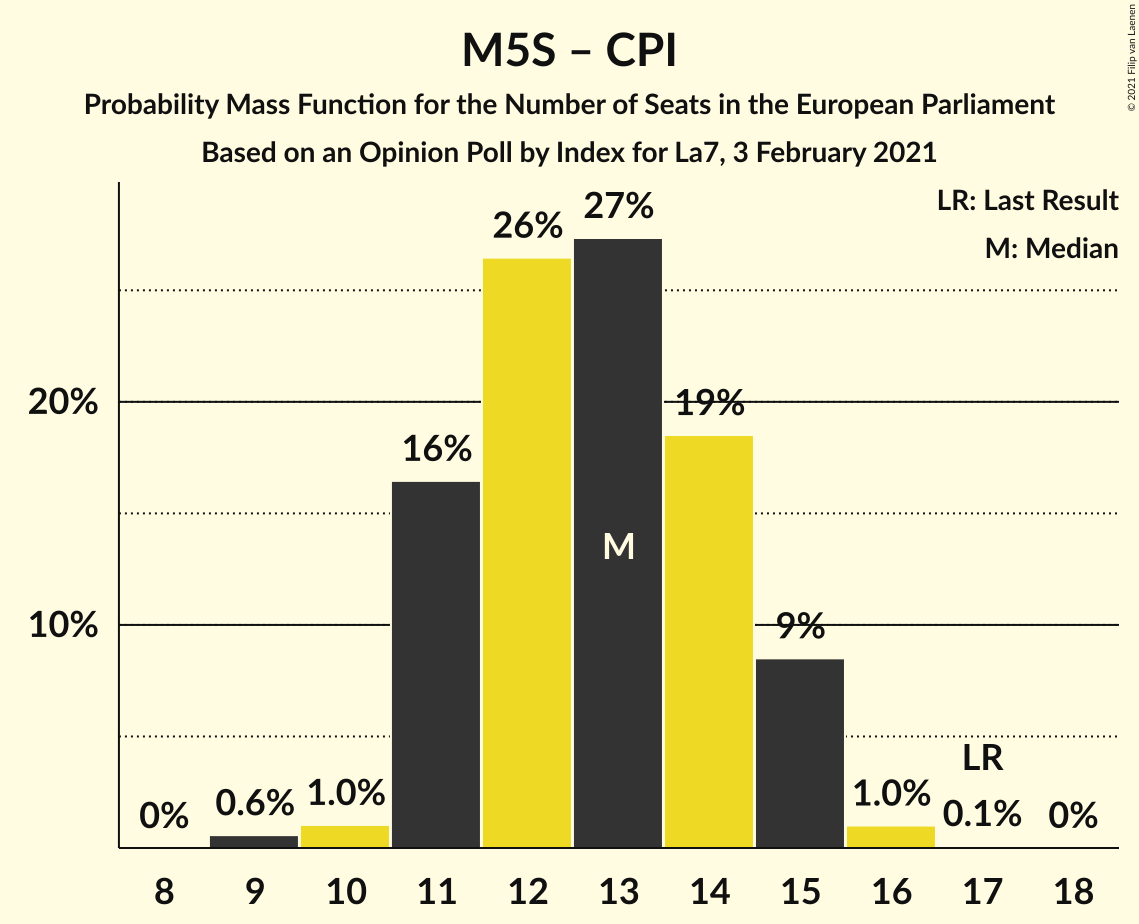 M5S – CPI
Probability Mass Function for the Number of Seats in the European Parliament
Based on an Opinion Poll by Index for La7, 3 February 2021
© 2021 Filip van Laenen
LR: Last Result
M: Median
27%
26%
20%
19%
16%
M
10%
9%
LR
0%
0.6%
1.0%
1.0%
0.1%
0%
8 9 10 11 12 13 14 15 16 17 18